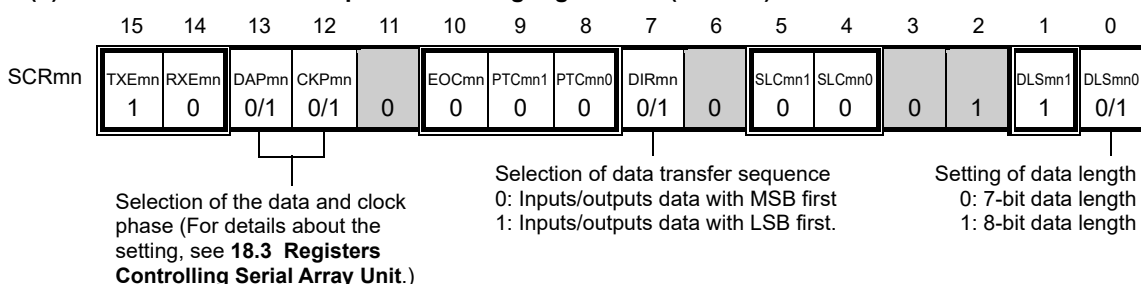 15 14 13 12 11 10 9 8 7 6 5 4 3 2 1 0
SCRmn
TXEmn RXEmn DAPmn CKPmn EOCmn PTCmn1 PTCmn0 DIRmn SLCmn1 SLCmn0 DLSmn1 DLSmn0
1 0 0/1 0/1 0 0 0 0 0/1 0 0 0 0 1 1 0/1
Selection of the data and clock
phase (For details about the
setting, see 18.3 Registers
Controlling Serial Array Unit.)
Selection of data transfer sequence
0: Inputs/outputs data with MSB first
1: Inputs/outputs data with LSB first.
Setting of data length
0: 7-bit data length
1: 8-bit data length